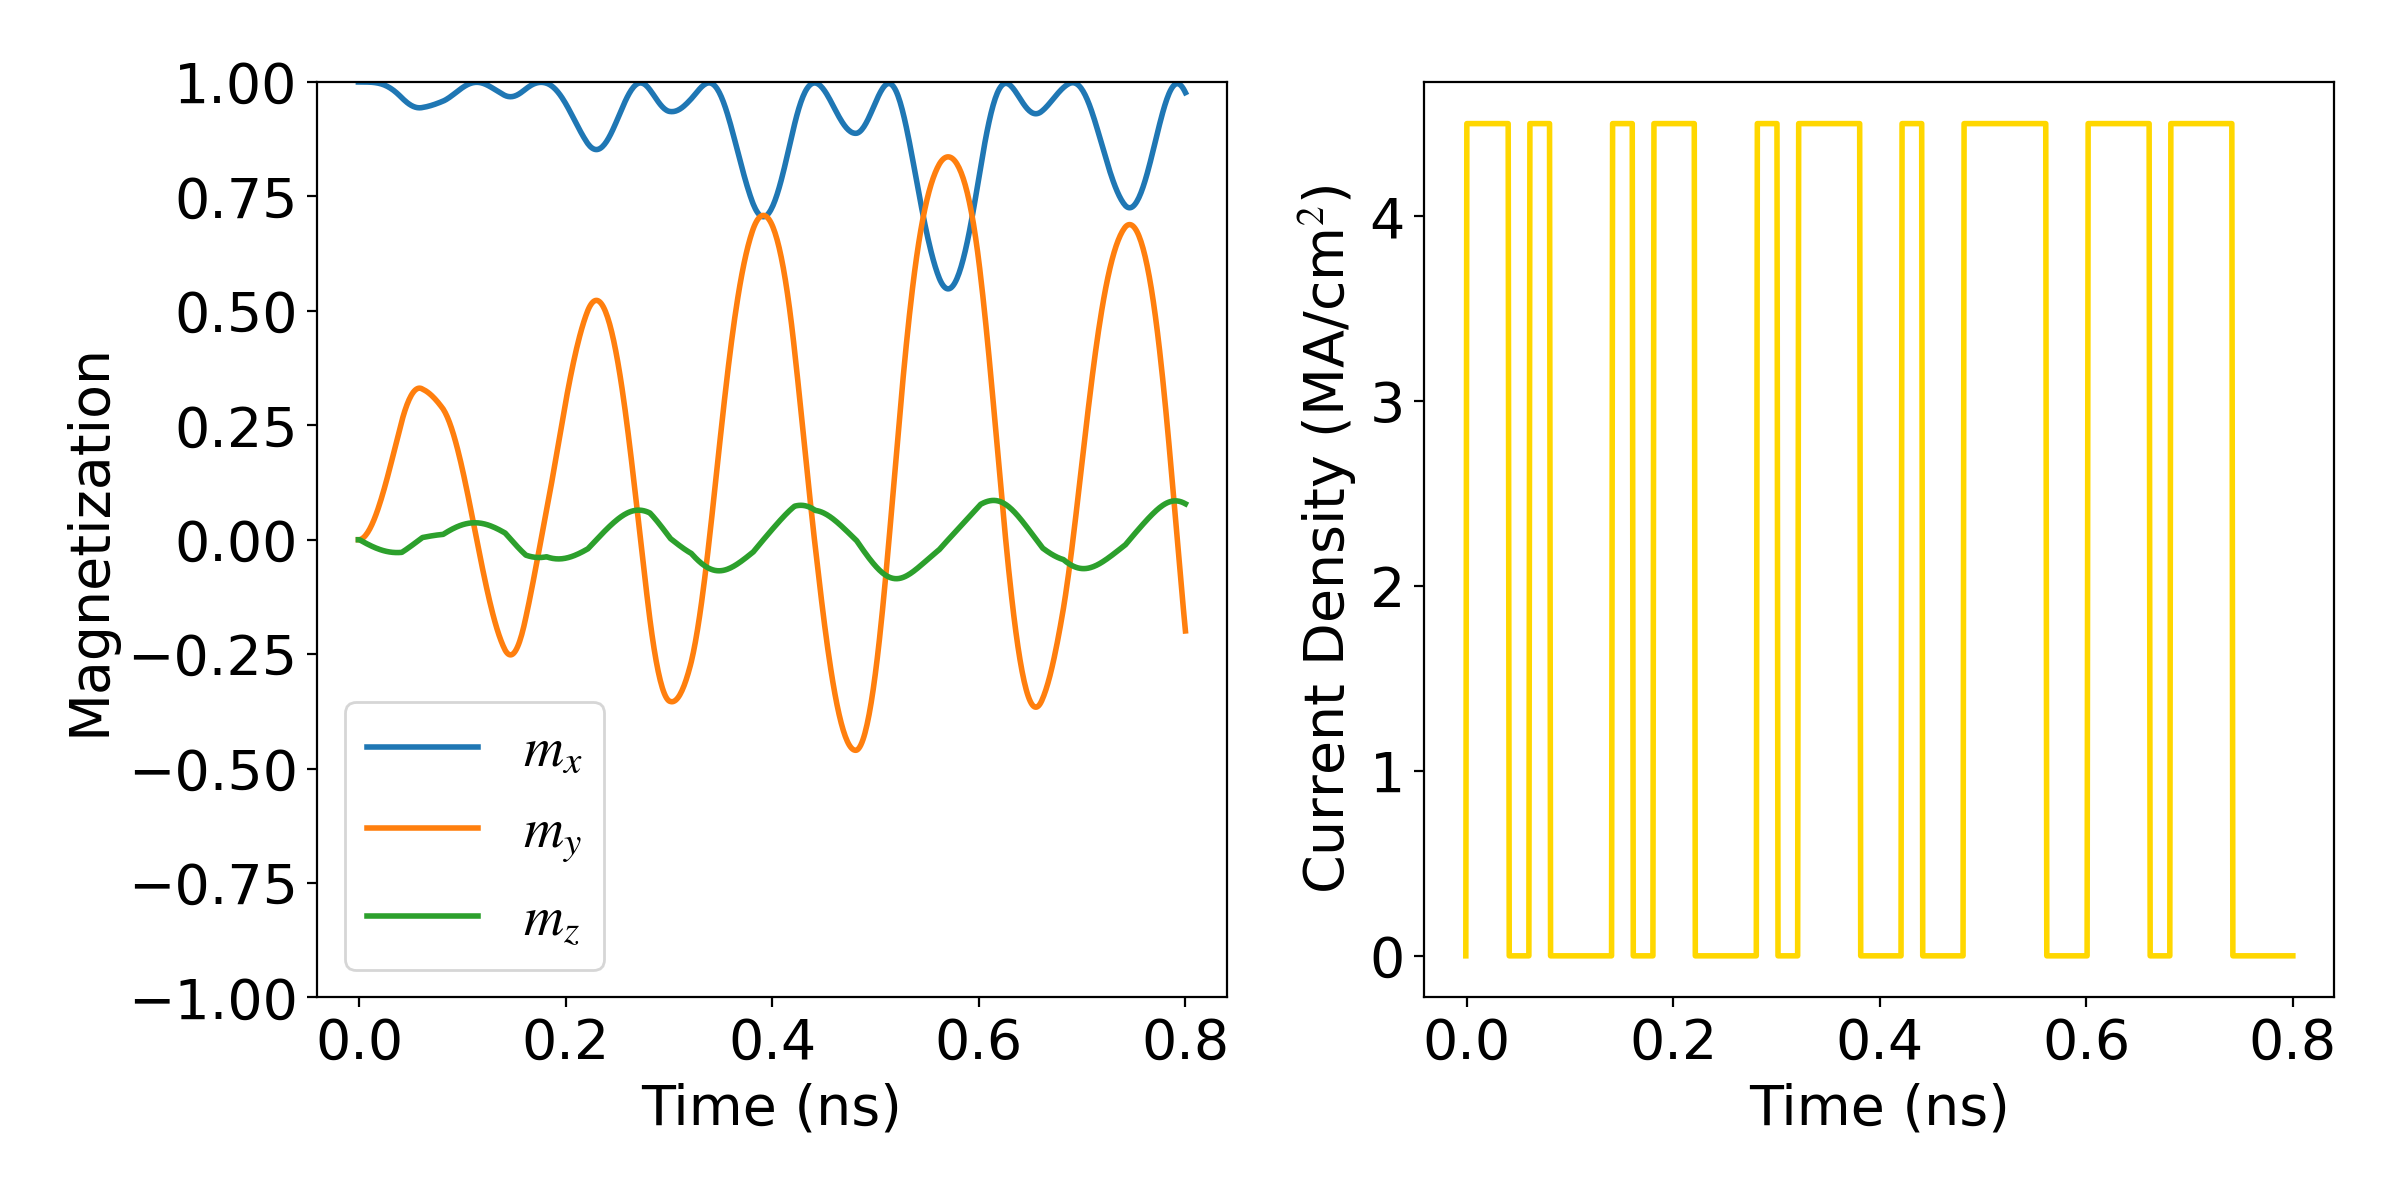 1.00
0.75
0.50
0.25
0.00
−0.25
−0.50
−0.75
−1.00
Magnetization
0.0 0.2 0.4 0.6 0.8
Time (ns)
m_x
m_y
m_z
4
3
2
1
0
Current Density (MA/cm²)
0.0 0.2 0.4 0.6 0.8
Time (ns)